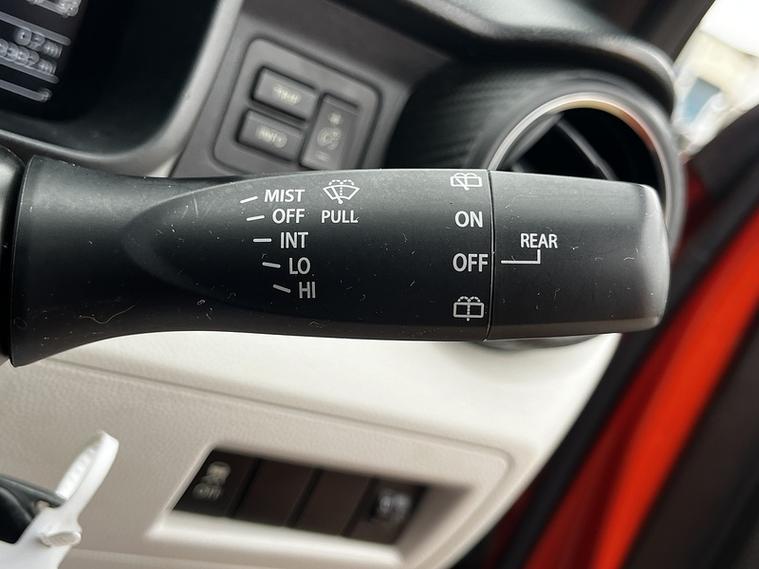 MIST
OFF PULL
INT
LO
HI
ON
OFF
REAR